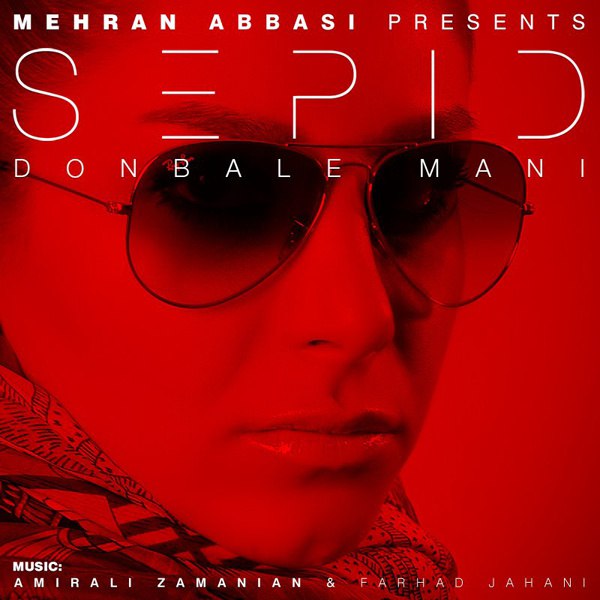 MEHRAN ABBASI PRESENTS
SEPID
DONBALE MANI
MUSIC:
AMIRALI ZAMANIAN & FARHAD JAHANI